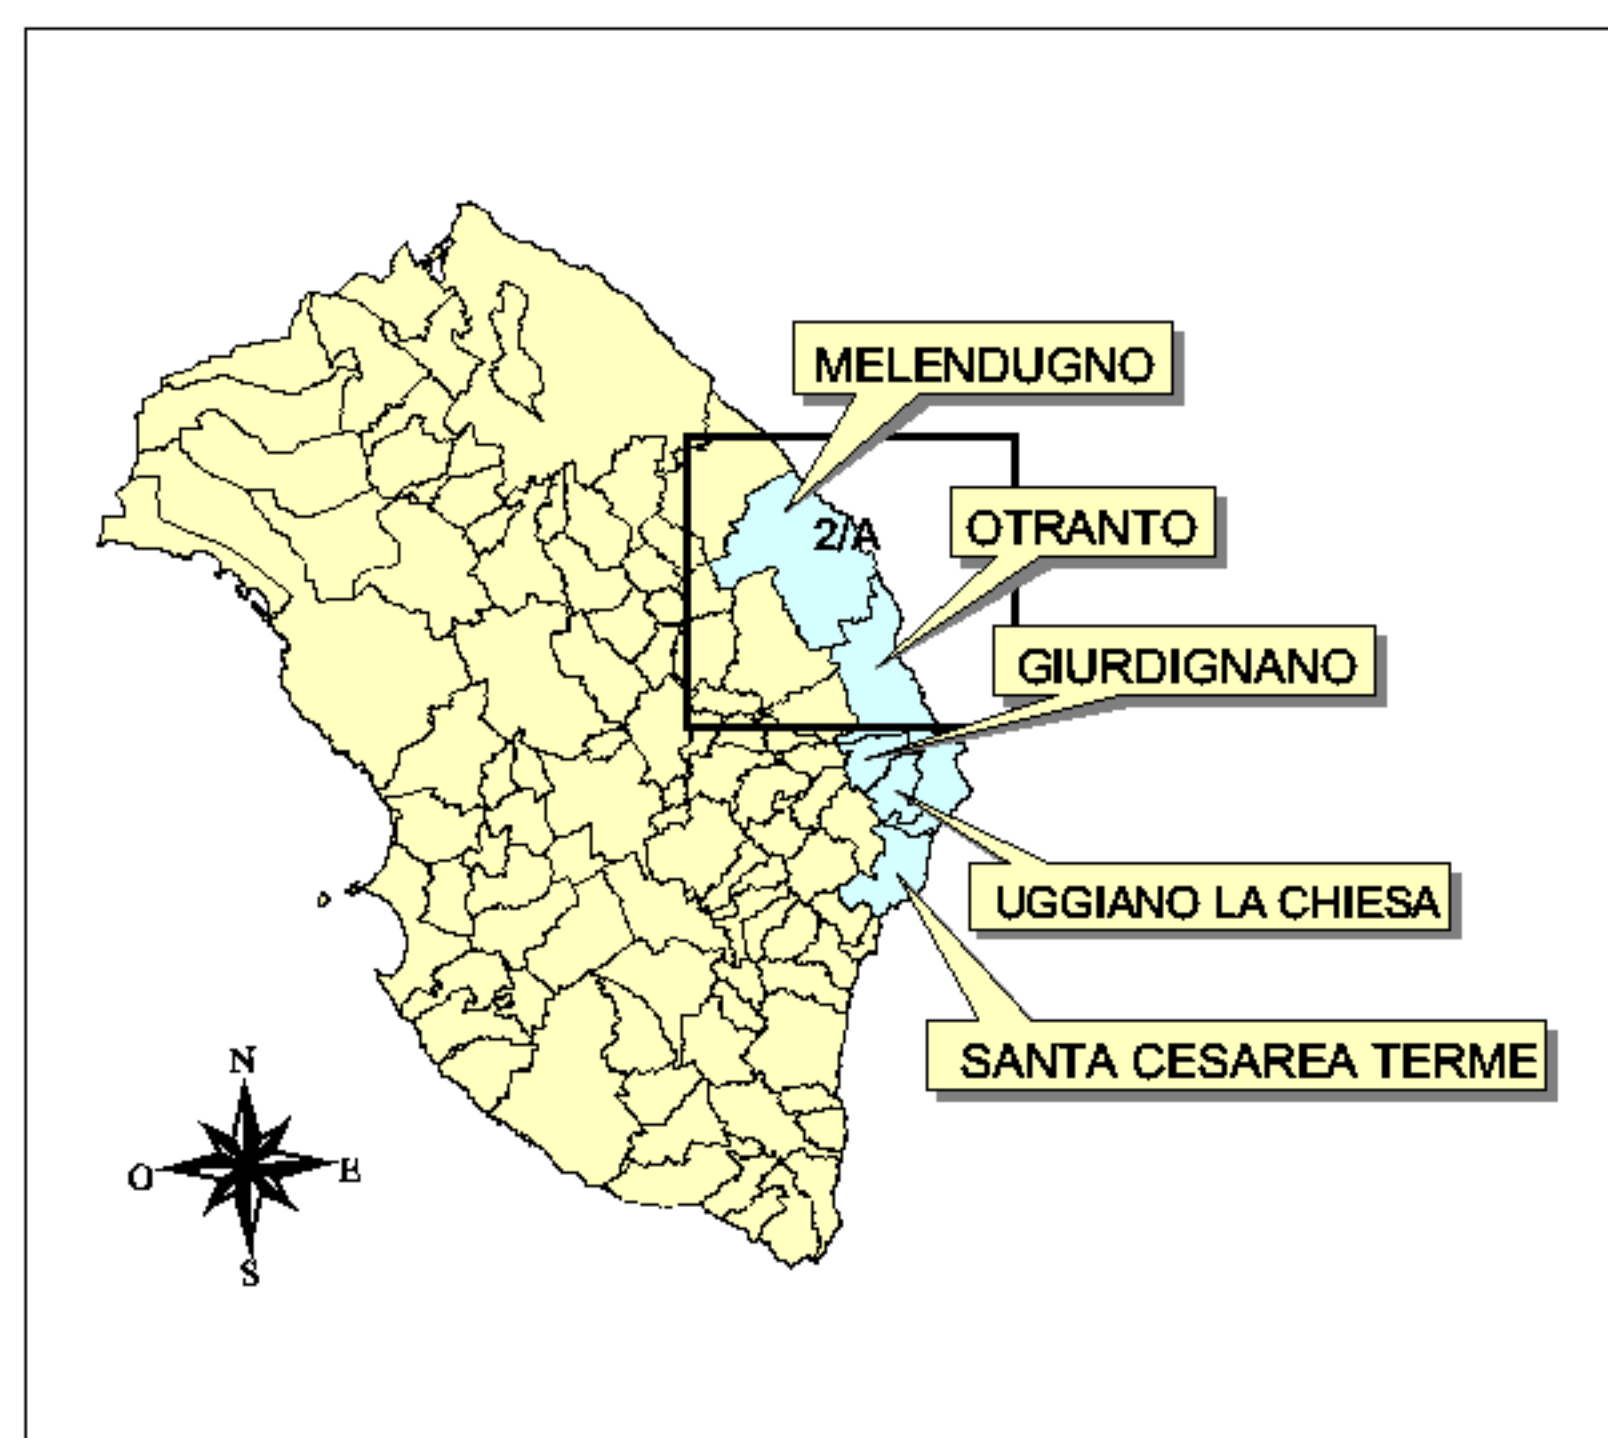 MELENDUGNO
OTRANTO
2/A
GIURDIGNANO
UGGIANO LA CHIESA
SANTA CESAREA TERME
N
O
E
S